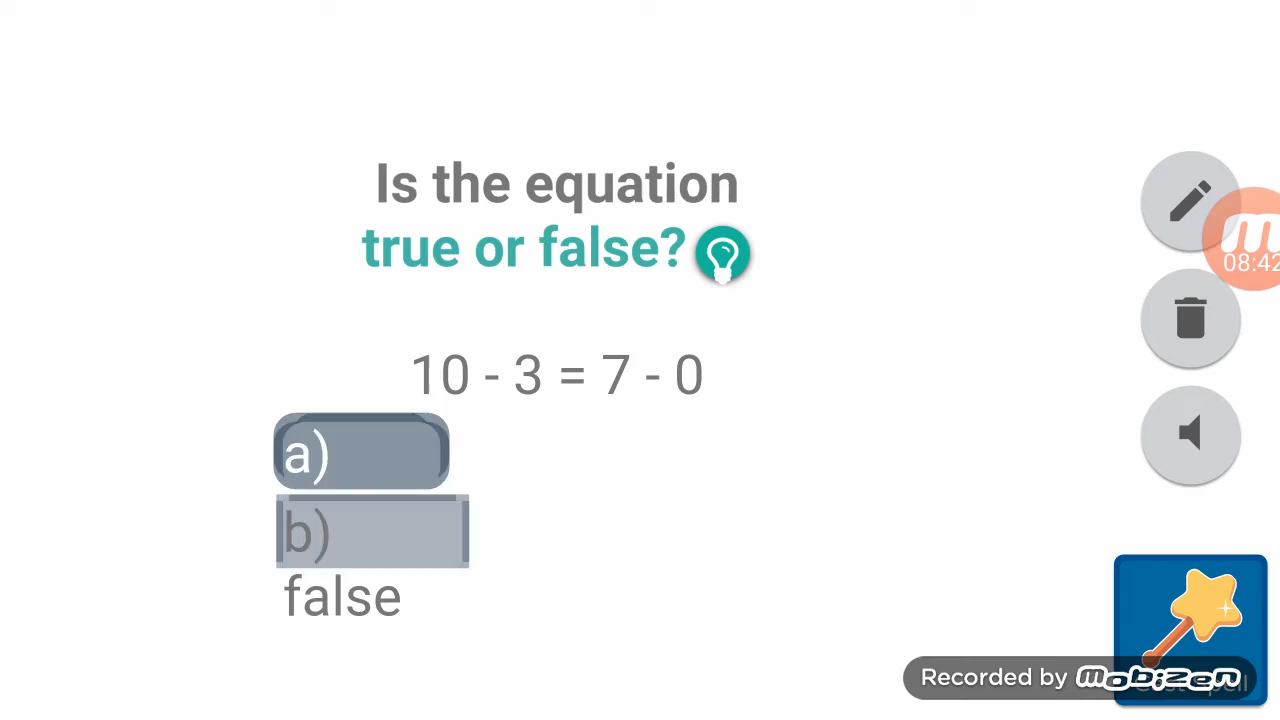 Is the equation
true or false?
10 - 3 = 7 - 0
a)
b)
false
08:42
Recorded by mobizen